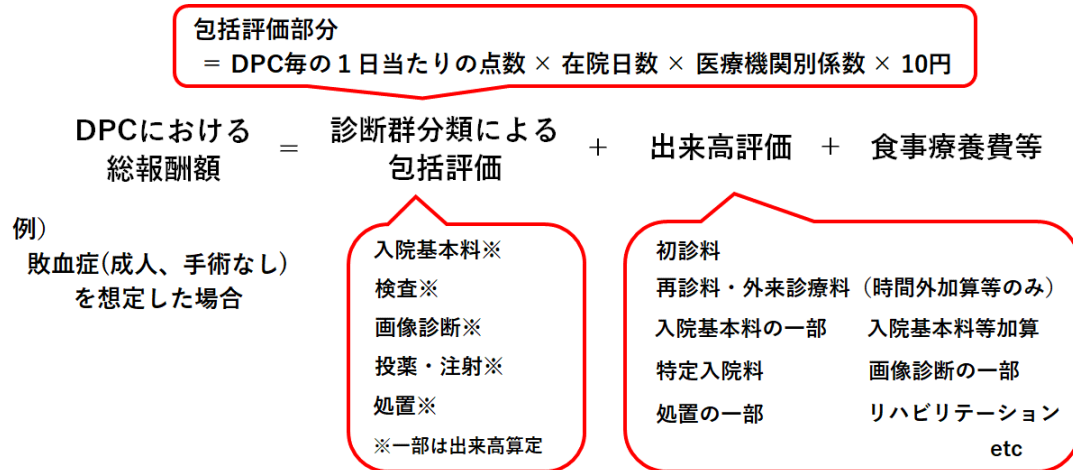 包括評価部分
= DPC毎の1日当たりの点数 × 在院日数 × 医療機関別係数 × 10円
DPCにおける
総報酬額
=
診断群分類による
包括評価
+
出来高評価
+
食事療養費等
例)
敗血症(成人、手術なし)
を想定した場合
入院基本料※
検査※
画像診断※
投薬・注射※
処置※
※一部は出来高算定
初診料
再診料・外来診療料(時間外加算等のみ)
入院基本料の一部 入院基本料等加算
特定入院料 画像診断の一部
処置の一部 リハビリテーション
etc